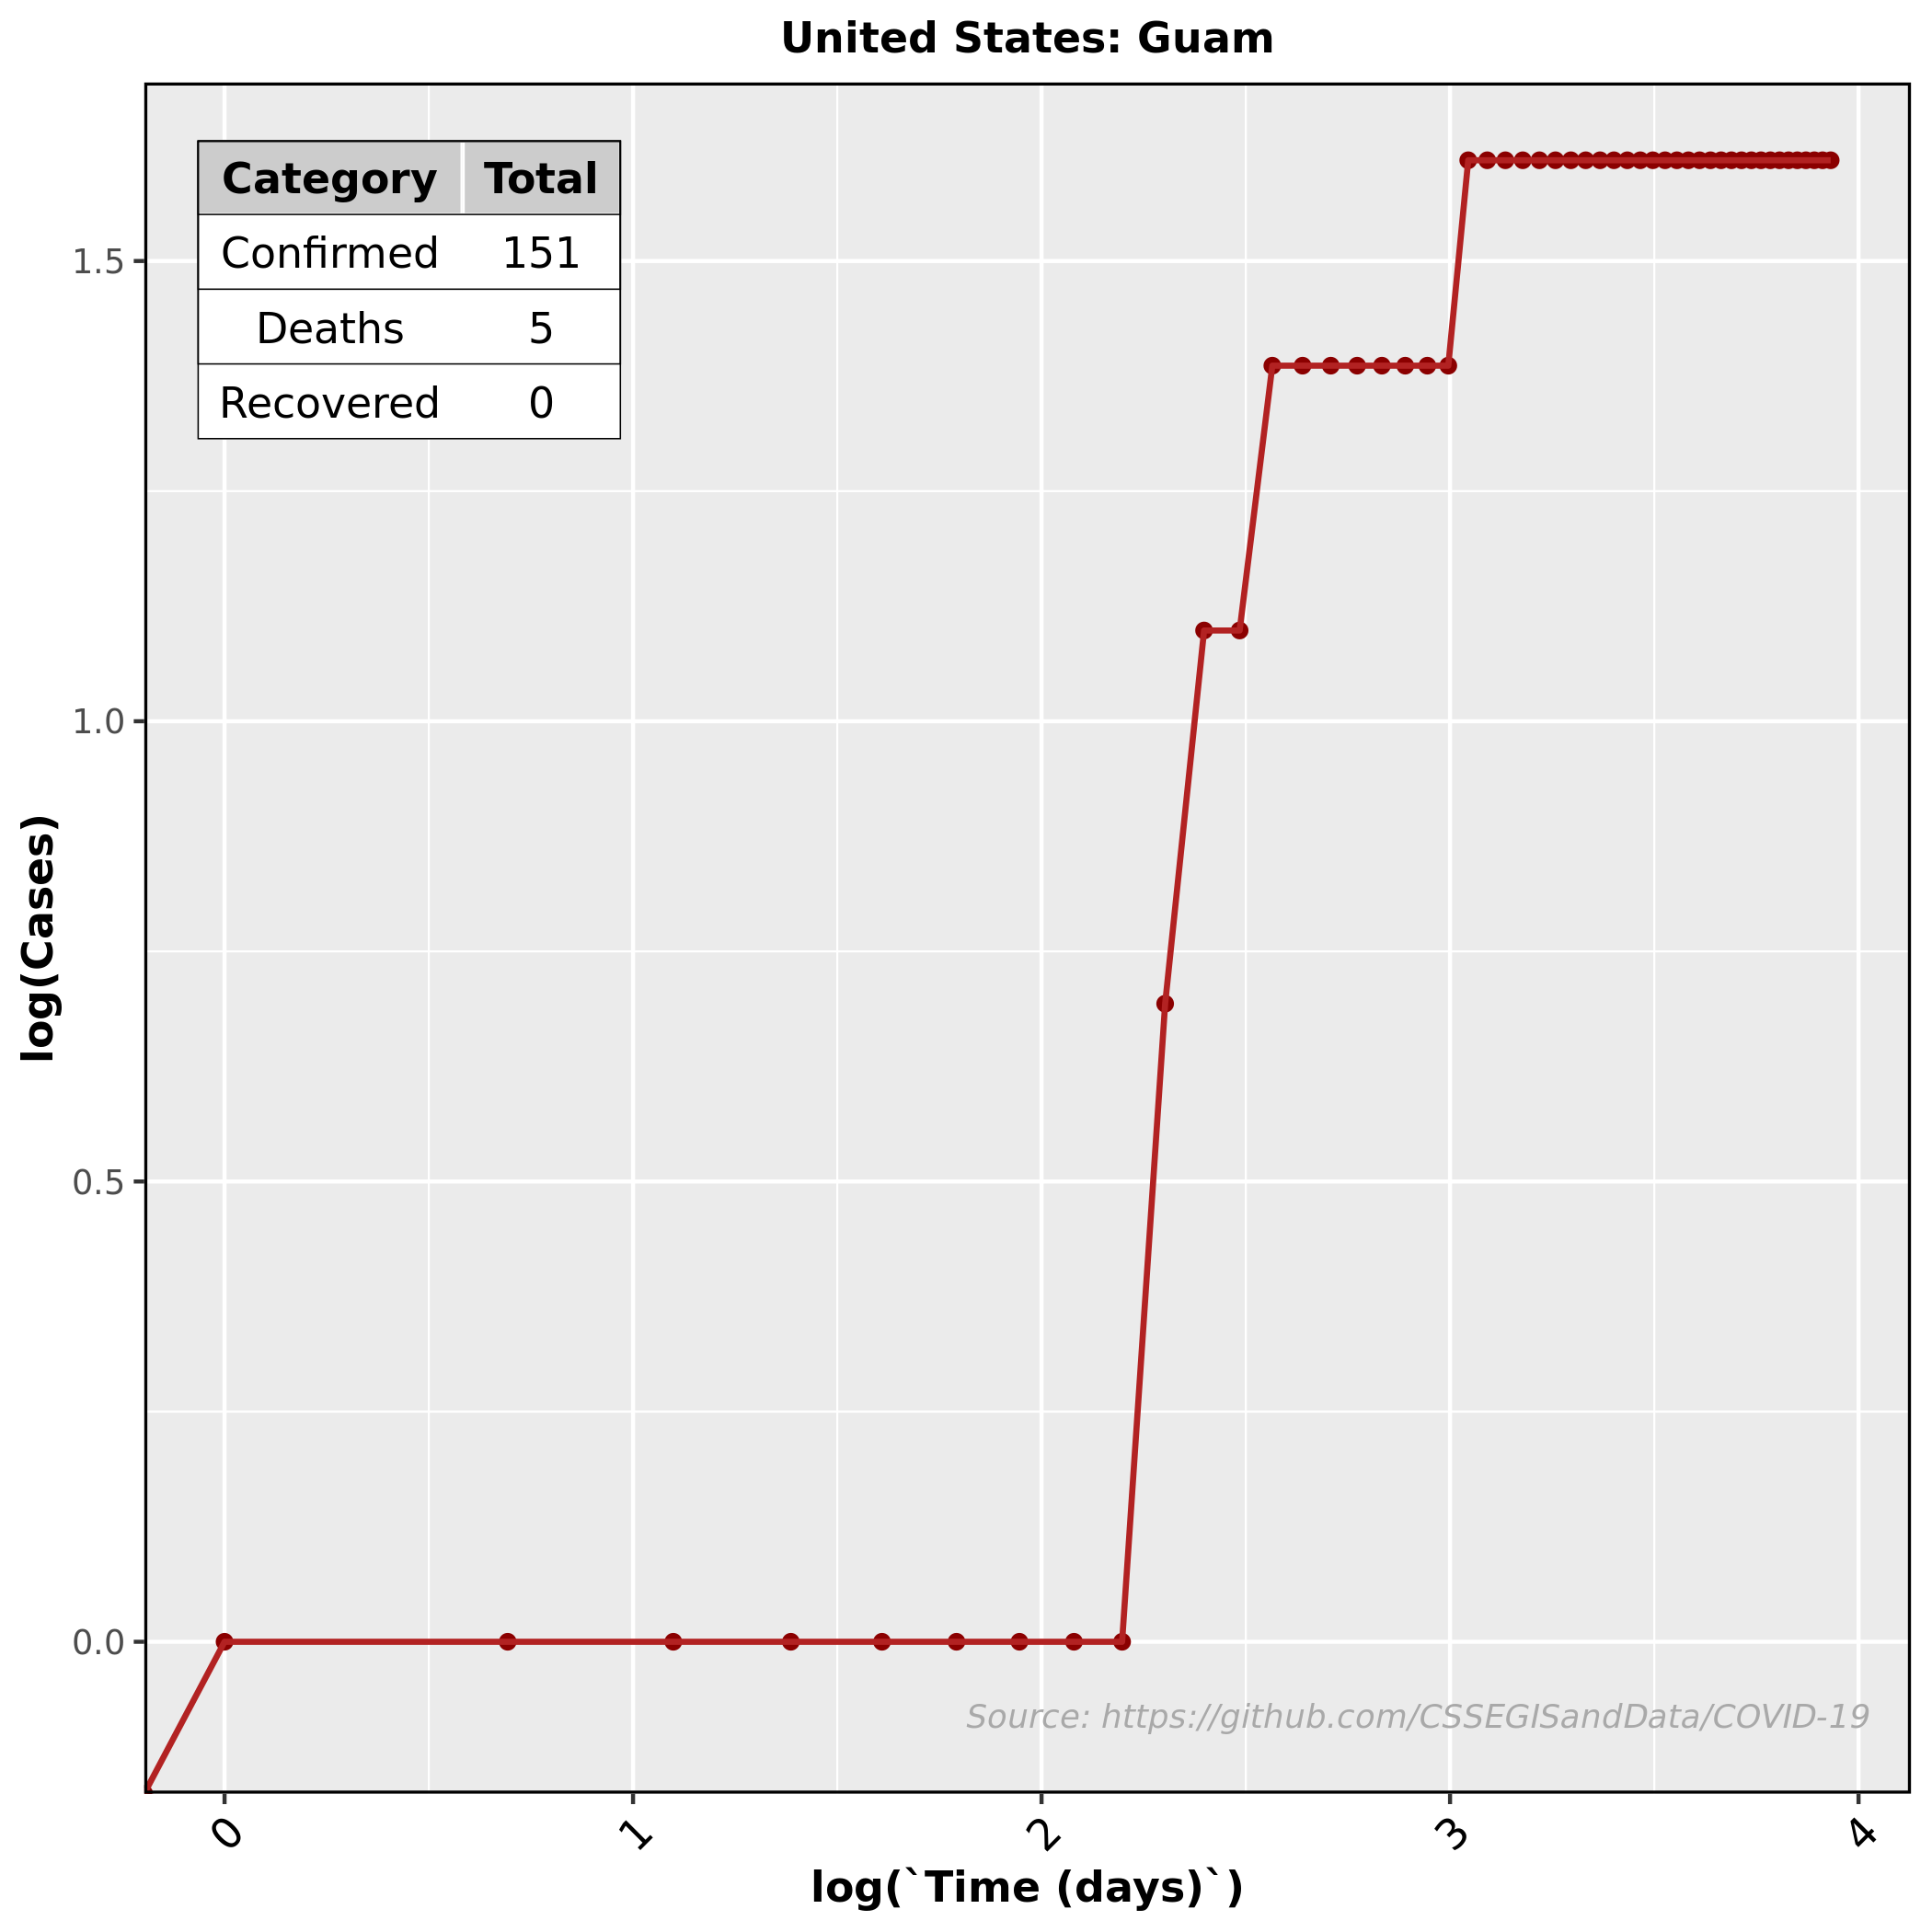 United States: Guam
Category Total
Confirmed 151
Deaths 5
Recovered 0
1.5
1.0
0.5
0.0
log(Cases)
Source: https://github.com/CSSEGISandData/COVID-19
0 1 2 3 4
log(`Time (days)`)